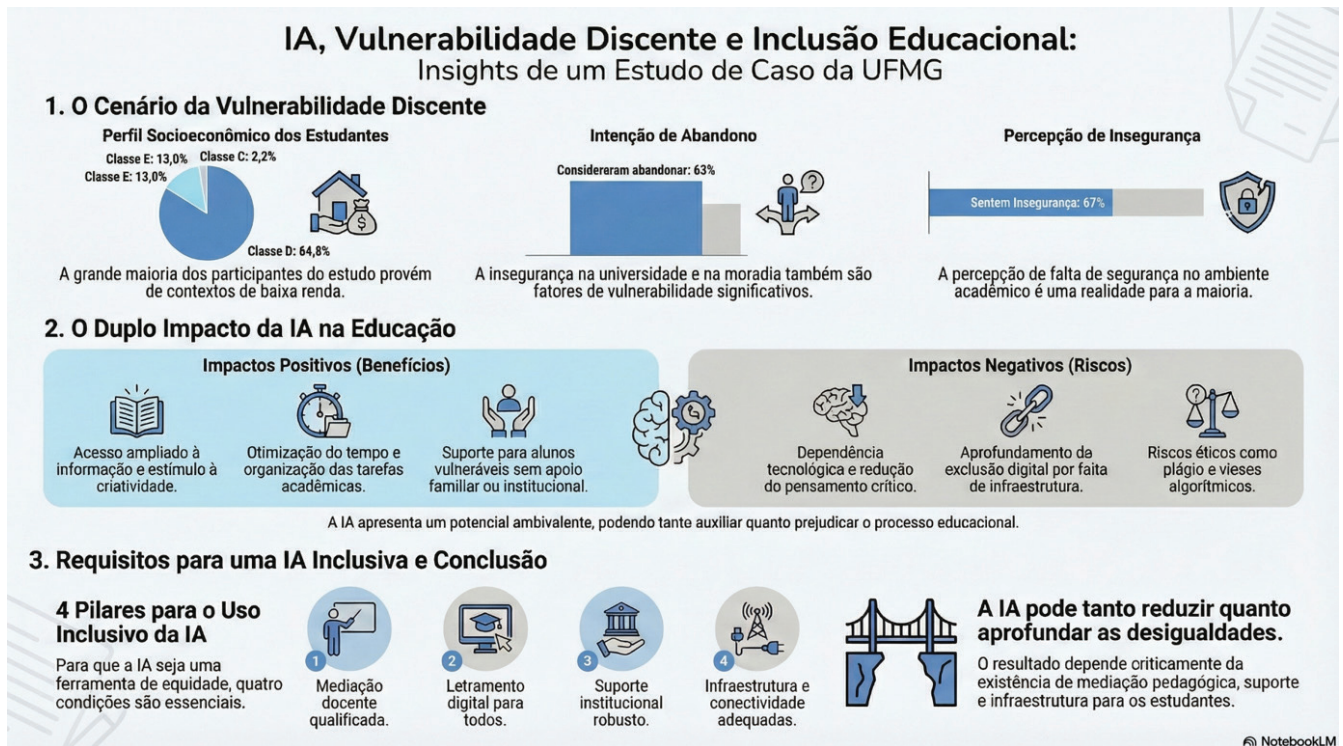 IA, Vulnerabilidade Discente e Inclusão Educacional:
Insights de um Estudo de Caso da UFMG
1. O Cenário da Vulnerabilidade Discente
Perfil Socioeconômico dos Estudantes
Classe E: 13,0%
Classe C: 2,2%
Classe E: 13,0%
Classe D: 64,8%
A grande maioria dos participantes do estudo provém
de contextos de baixa renda.
Intenção de Abandono
Considereram abandonar: 63%
?
A insegurança na universidade e na moradia também são
fatores de vulnerabilidade significativos.
Percepção de Insegurança
Sentem Insegurança: 67%
A percepção de falta de segurança no ambiente
acadêmico é uma realidade para a maioria.
2. O Duplo Impacto da IA na Educação
Impactos Positivos (Benefícios)
Acesso ampliado à
informação e estímulo à
criatividade.
Otimização do tempo e
organização das tarefas
acadêmicas.
Suporte para alunos
vulneráveis sem apoio
familiar ou institucional.
Impactos Negativos (Riscos)
Dependência
tecnológica e redução
do pensamento crítico.
Aprofundamento da
exclusão digital por faita
de infraestrutura.
?
Riscos éticos como
plágio e vieses
algorítmicos.
A IA apresenta um potencial ambivalente, podendo tante auxiliar quanto prejudicar o processo educacional.
3. Requisitos para uma IA Inclusiva e Conclusão
4 Pilares para o Uso
Inclusivo da IA
Para que a IA seja uma
ferramenta de equidade, quatro
condições são essenciais.
1
Mediação
docente
qualificada.
2
Letramento
digital para
todos.
3
Suporte
institucional
robusto.
4
Infraestrutura e
conectividade
adequadas.
A IA pode tanto reduzir quanto
aprofundar as desigualdades.
O resultado depende criticamente da
existência de mediação pedagógica, suporte
e infraestrutura para os estudantes.
NotebookLM